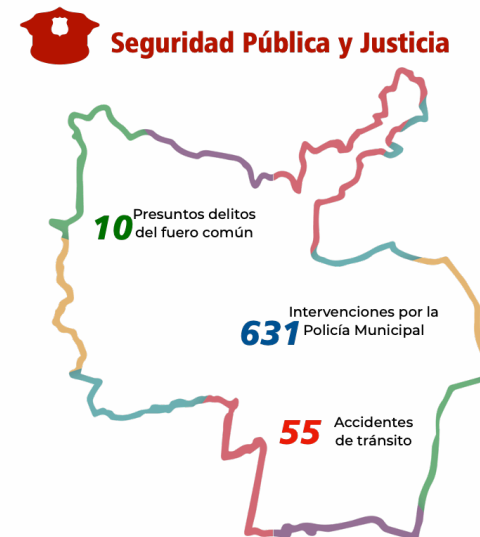 Seguridad Pública y Justicia
10 Presuntos delitos
del fuero común
631 Intervenciones por la
Policía Municipal
55 Accidentes
de tránsito